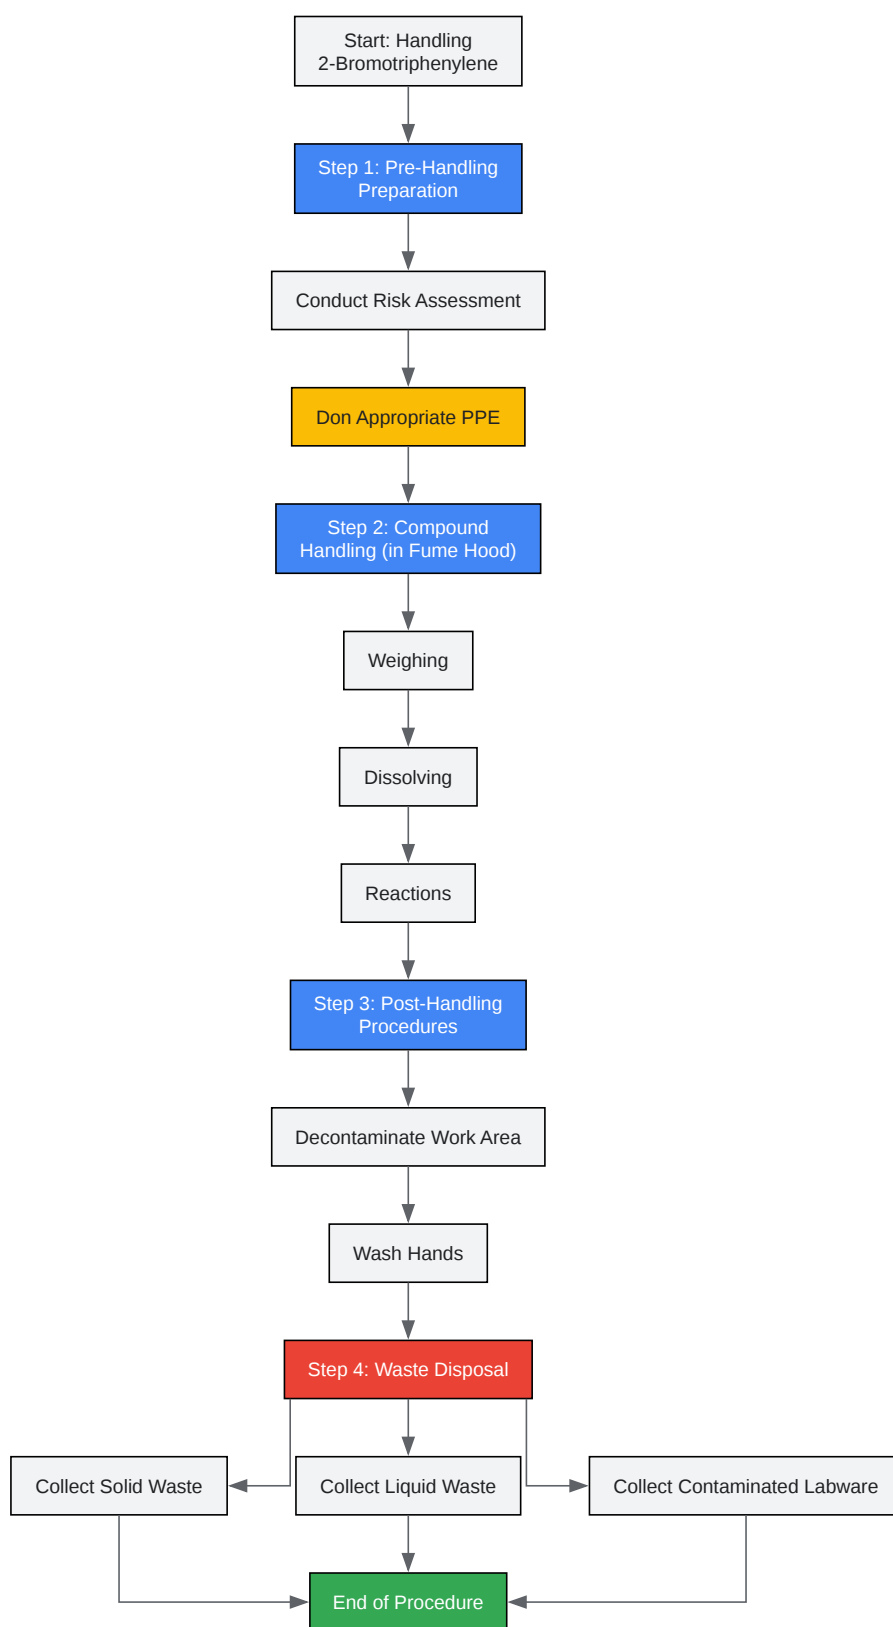 Start: Handling
2-Bromotriphenylene
Step 1: Pre-Handling
Preparation
Conduct Risk Assessment
Don Appropriate PPE
Step 2: Compound
Handling (in Fume Hood)
Weighing
Dissolving
Reactions
Step 3: Post-Handling
Procedures
Decontaminate Work Area
Wash Hands
Step 4: Waste Disposal
Collect Solid Waste
Collect Liquid Waste
Collect Contaminated Labware
End of Procedure